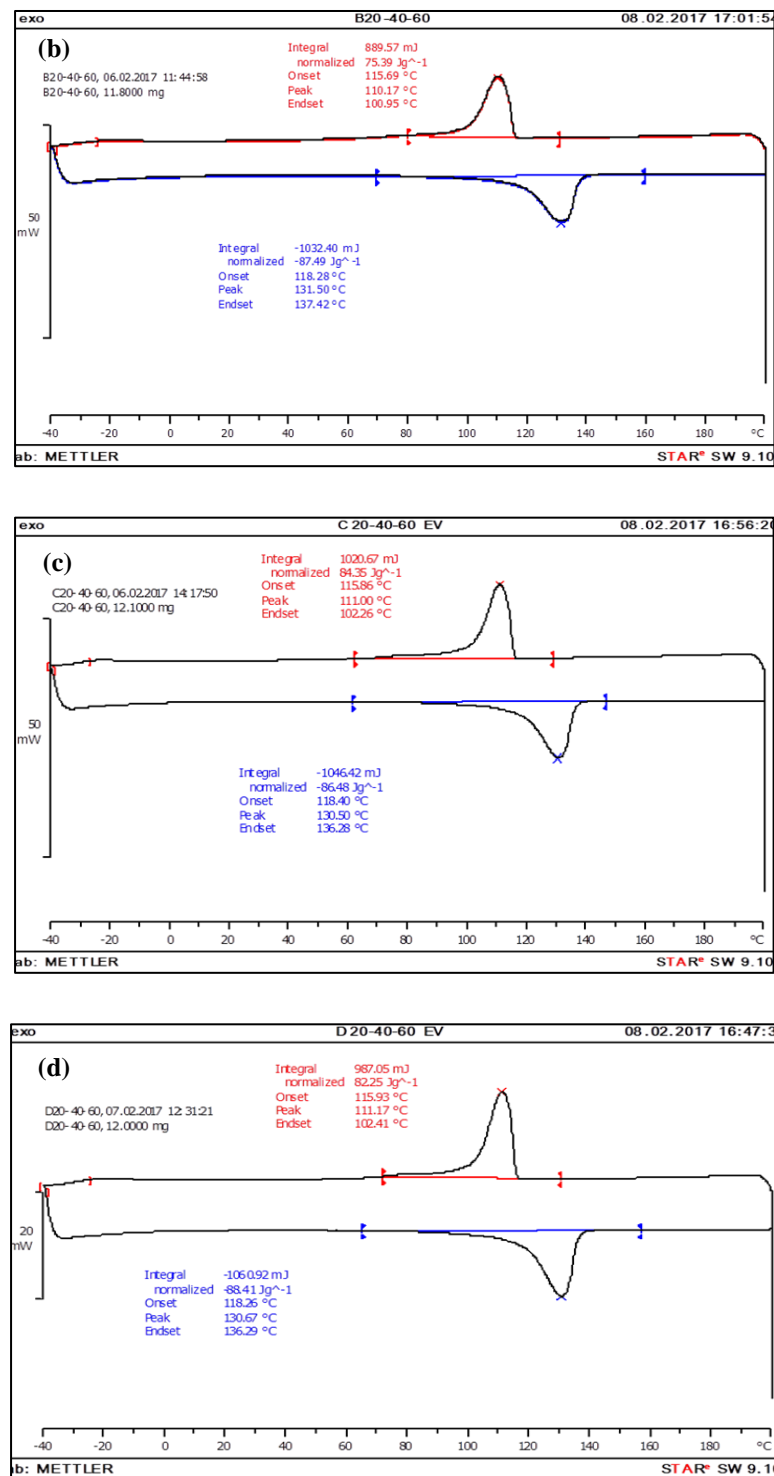 exo B20-40-60 08.02.2017 17:01:54
(b)
Integral 889.57 mJ
normalized 75.39 Jg^-1
Onset 115.69 °C
Peak 110.17 °C
Endset 100.95 °C
B20-40-60, 06.02.2017 11:44:58
B20-40-60, 11.8000 mg
50
mW
Integral -1032.40 mJ
normalized -87.49 Jg^-1
Onset 118.28 °C
Peak 131.50 °C
Endset 137.42 °C
-40 -20 0 20 40 60 80 100 120 140 160 180 °C
ab: METTLER STARe SW 9.10
exo C 20-40-60 EV 08.02.2017 16:56:20
(c)
Integral 1020.67 mJ
normalized 84.35 Jg^-1
Onset 115.86 °C
Peak 111.00 °C
Endset 102.26 °C
C20-40-60, 06.02.2017 14:17:50
C20-40-60, 12.1000 mg
50
mW
Integral -1046.42 mJ
normalized -86.48 Jg^-1
Onset 118.40 °C
Peak 130.50 °C
Endset 136.28 °C
-40 -20 0 20 40 60 80 100 120 140 160 180 °C
ab: METTLER STARe SW 9.10
exo D 20-40-60 EV 08.02.2017 16:47:3
(d)
Integral 987.05 mJ
normalized 82.25 Jg^-1
Onset 115.93 °C
Peak 111.17 °C
Endset 102.41 °C
D20-40-60, 07.02.2017 12:31:21
D20-40-60, 12.0000 mg
20
mW
Integral -1060.92 mJ
normalized -88.41 Jg^-1
Onset 118.26 °C
Peak 130.67 °C
Endset 136.29 °C
-40 -20 0 20 40 60 80 100 120 140 160 180 °C
ab: METTLER STARe SW 9.10